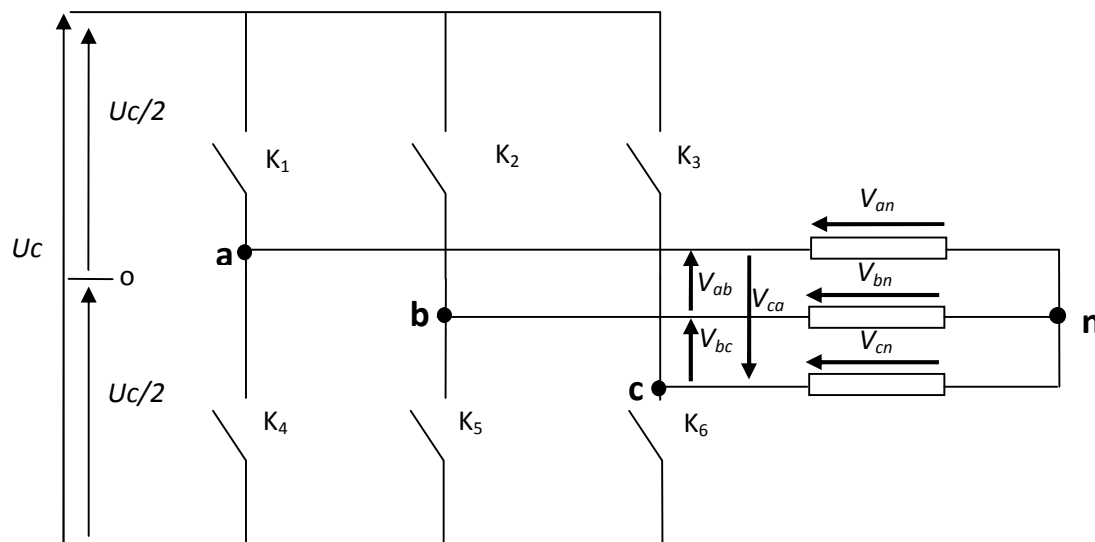 Uc/2
K1
K2
K3
Van
a
Uc
o
Vab
Vca
Vbn
b
n
Vbc
Vcn
c
Uc/2
K4
K5
K6